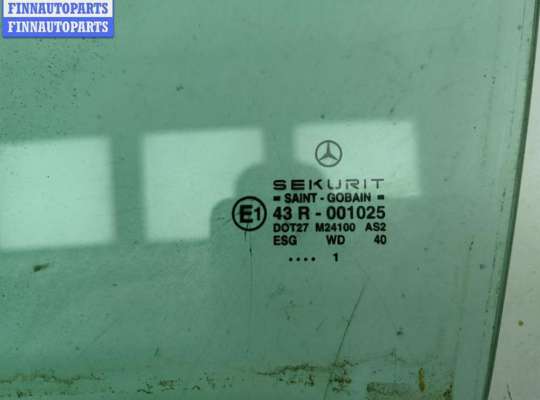 FINNAUTOPARTS
FINNAUTOPARTS
SEKURIT
= SAINT - GOBAIN =
E1 43 R - 001025
DOT27 M24100 AS2
ESG WD 40
.... 1